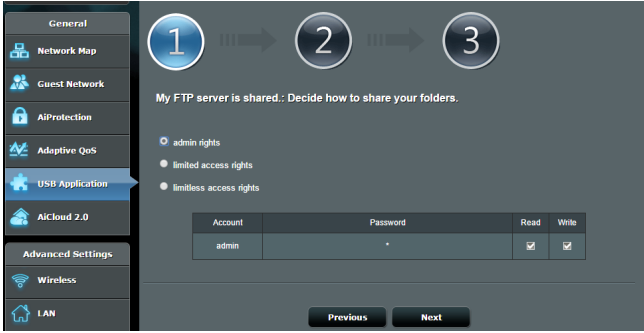 General
Network Map
Guest Network
AiProtection
Adaptive QoS
USB Application
AiCloud 2.0
Advanced Settings
Wireless
LAN
1 2 3
My FTP server is shared.: Decide how to share your folders.
admin rights
limited access rights
limitless access rights
Account Password Read Write
admin * 
Previous Next